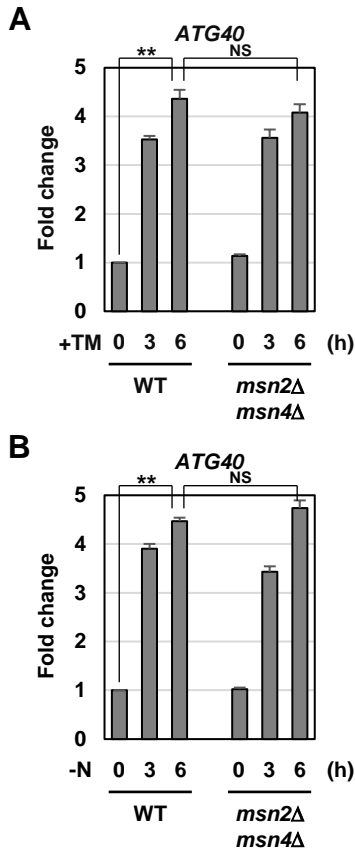 A
ATG40
** NS
5
4
3
2
1
0
Fold change
+TM 0 3 6 0 3 6 (h)
WT msn2Δ
msn4Δ
B
ATG40
** NS
5
4
3
2
1
0
Fold change
-N 0 3 6 0 3 6 (h)
WT msn2Δ
msn4Δ